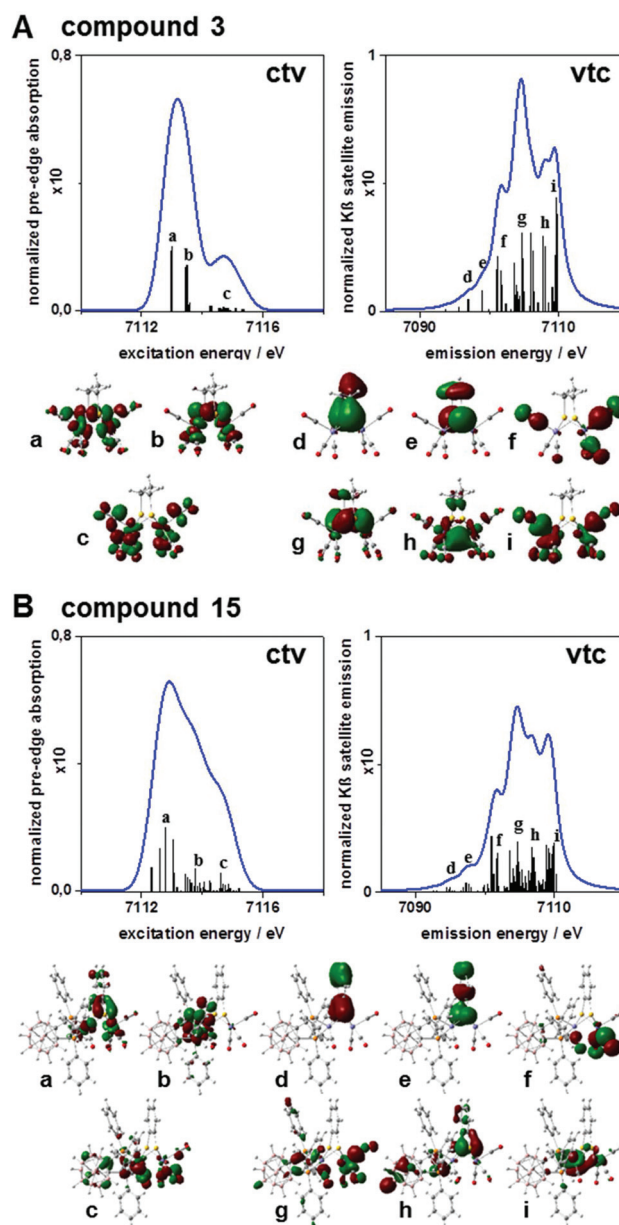 A compound 3
0,8
ctv
normalized pre-edge absorption
x10
a
b
c
0,0
7112
7116
excitation energy / eV
1
vtc
normalized Kß satellite emission
x10
d
e
f
g
h
i
0
7090
7110
emission energy / eV
a
b
d
e
f
c
g
h
i
B compound 15
0,8
ctv
normalized pre-edge absorption
x10
a
b
c
0,0
7112
7116
excitation energy / eV
1
vtc
normalized Kß satellite emission
x10
d
e
f
g
h
i
0
7090
7110
emission energy / eV
a
b
d
e
f
c
g
h
i